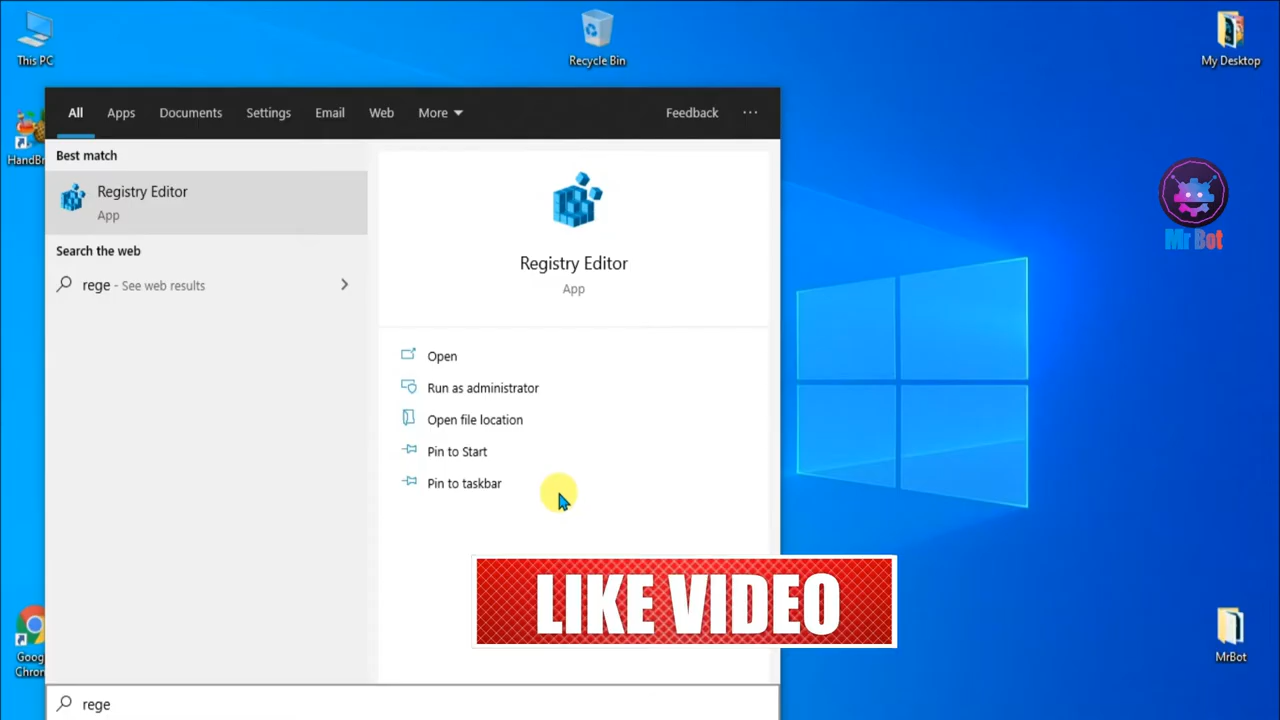 This PC
Recycle Bin
My Desktop
All Apps Documents Settings Email Web More Feedback ...
HandBr
Best match
Registry Editor
App
Search the web
rege - See web results
Registry Editor
App
Open
Run as administrator
Open file location
Pin to Start
Pin to taskbar
Mr Bot
LIKE VIDEO
Goog
Chron
MrBot
rege